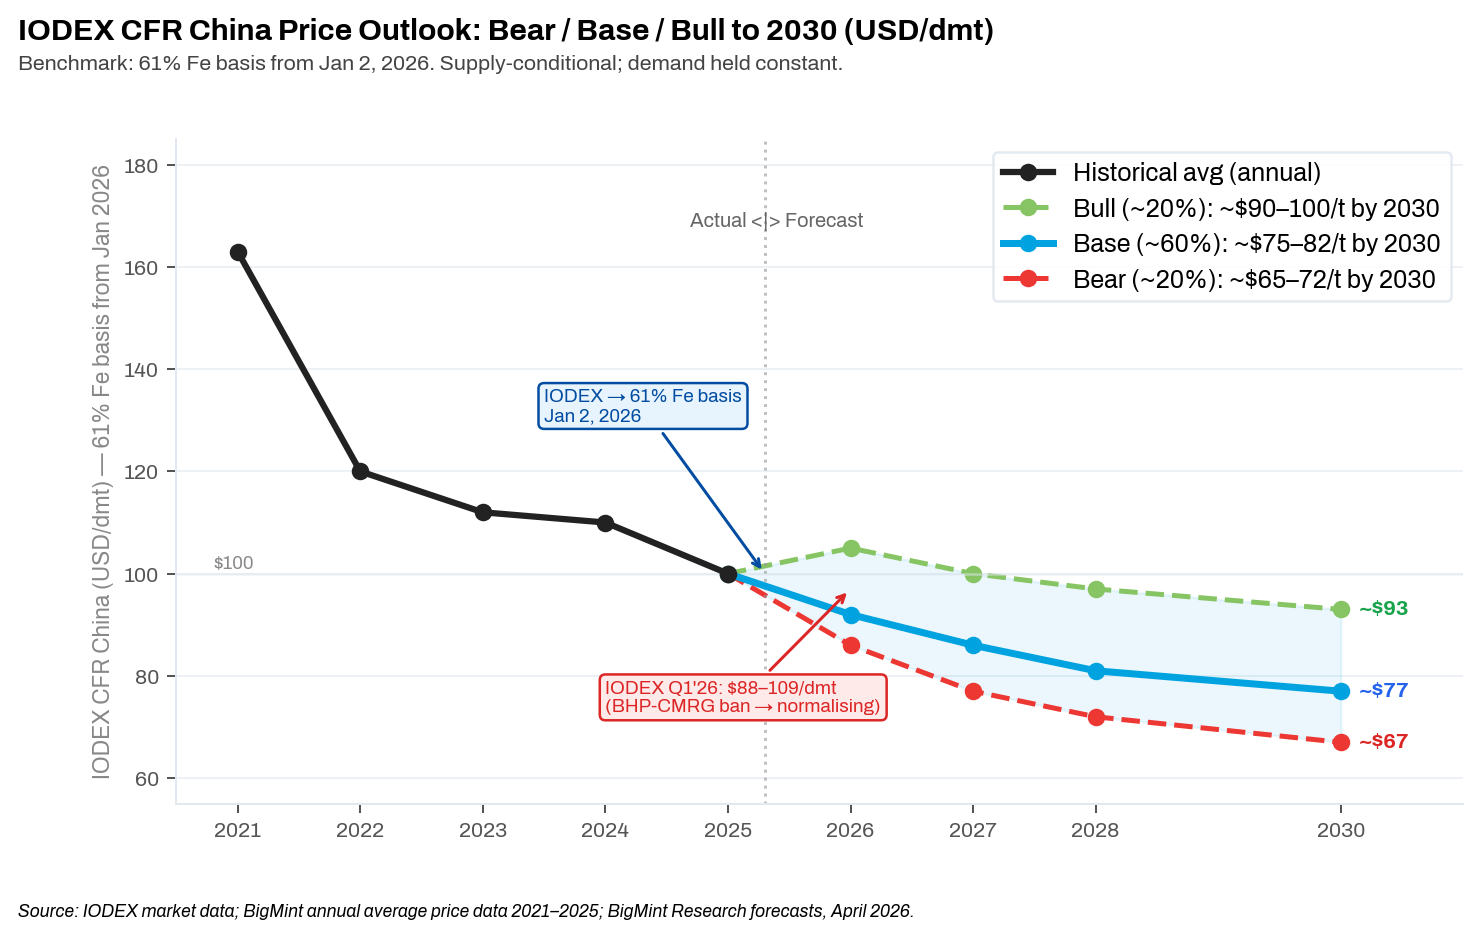 IODEX CFR China Price Outlook: Bear / Base / Bull to 2030 (USD/dmt)
Benchmark: 61% Fe basis from Jan 2, 2026. Supply-conditional; demand held constant.
IODEX CFR China (USD/dmt) — 61% Fe basis from Jan 2026
180
160
140
120
100
80
60
Actual <|> Forecast
Historical avg (annual)
Bull (~20%): ~$90–100/t by 2030
Base (~60%): ~$75–82/t by 2030
Bear (~20%): ~$65–72/t by 2030
IODEX → 61% Fe basis
Jan 2, 2026
$100
IODEX Q1'26: $88–109/dmt
(BHP-CMRG ban → normalising)
~$93
~$77
~$67
2021
2022
2023
2024
2025
2026
2027
2028
2030
Source: IODEX market data; BigMint annual average price data 2021–2025; BigMint Research forecasts, April 2026.